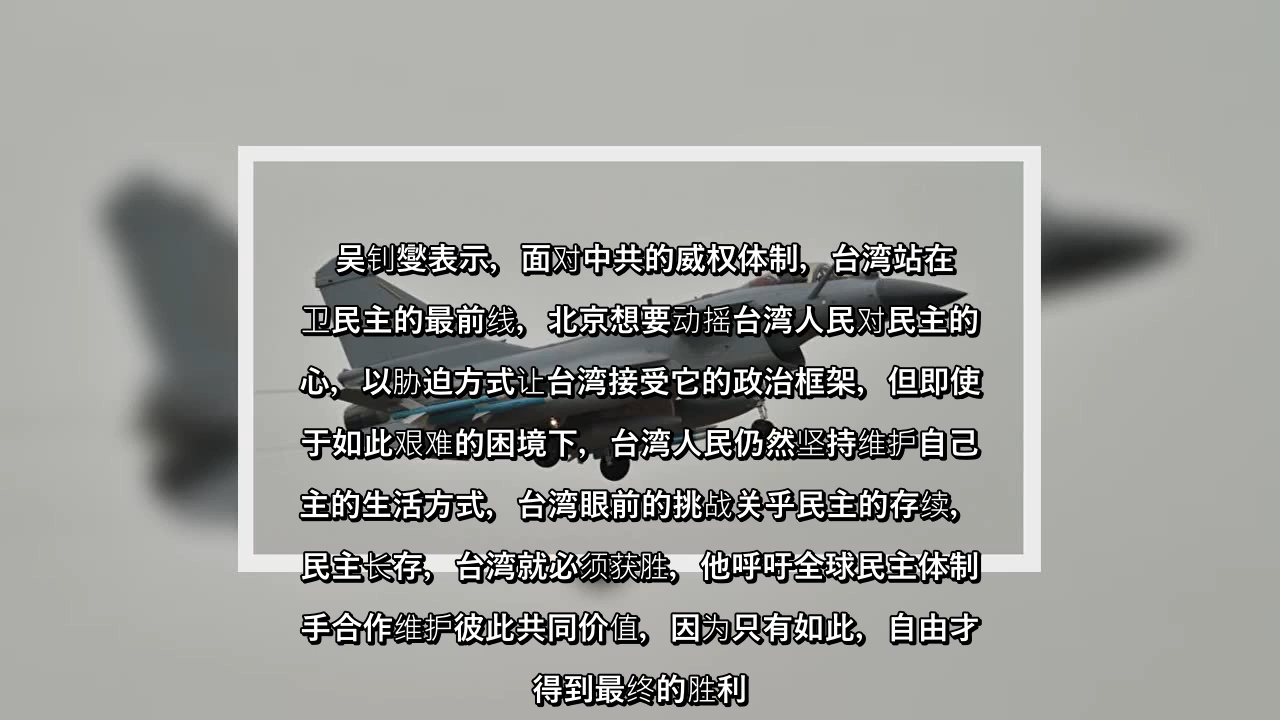 吴钊燮表示，面对中共的威权体制，台湾站在
卫民主的最前线，北京想要动摇台湾人民对民主的
心，以胁迫方式让台湾接受它的政治框架，但即使
于如此艰难的困境下，台湾人民仍然坚持维护自己
主的生活方式，台湾眼前的挑战关乎民主的存续，
民主长存，台湾就必须获胜，他呼吁全球民主体制
手合作维护彼此共同价值，因为只有如此，自由才
得到最终的胜利